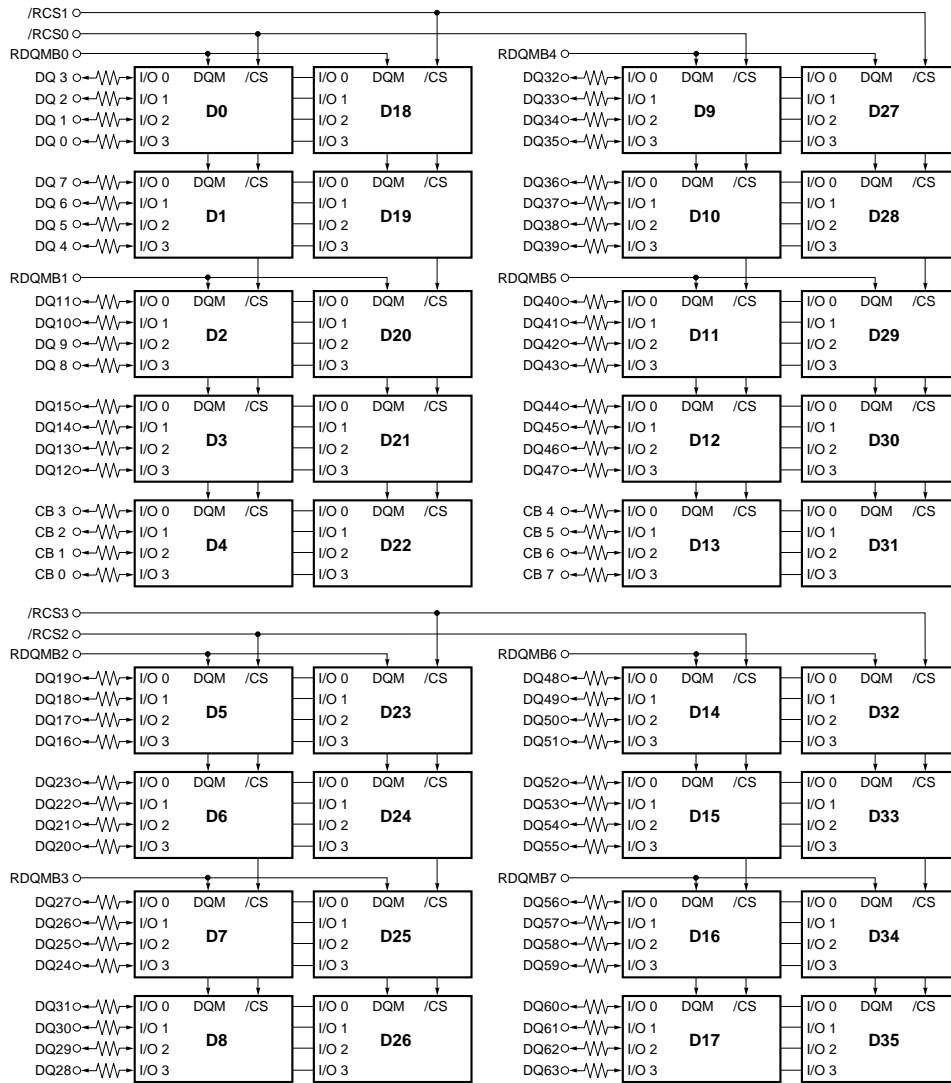 /RCS1
/RCS0
RDQMB0 RDQMB4
DQ 3 I/O 0 DQM /CS I/O 0 DQM /CS DQ32 I/O 0 DQM /CS I/O 0 DQM /CS
DQ 2 I/O 1 I/O 1 DQ33 I/O 1 I/O 1
D0 D18 D9 D27
DQ 1 I/O 2 I/O 2 DQ34 I/O 2 I/O 2
DQ 0 I/O 3 I/O 3 DQ35 I/O 3 I/O 3
DQ 7 I/O 0 DQM /CS I/O 0 DQM /CS DQ36 I/O 0 DQM /CS I/O 0 DQM /CS
DQ 6 I/O 1 I/O 1 DQ37 I/O 1 I/O 1
D1 D19 D10 D28
DQ 5 I/O 2 I/O 2 DQ38 I/O 2 I/O 2
DQ 4 I/O 3 I/O 3 DQ39 I/O 3 I/O 3
RDQMB1 RDQMB5
DQ11 I/O 0 DQM /CS I/O 0 DQM /CS DQ40 I/O 0 DQM /CS I/O 0 DQM /CS
DQ10 I/O 1 I/O 1 DQ41 I/O 1 I/O 1
D2 D20 D11 D29
DQ 9 I/O 2 I/O 2 DQ42 I/O 2 I/O 2
DQ 8 I/O 3 I/O 3 DQ43 I/O 3 I/O 3
DQ15 I/O 0 DQM /CS I/O 0 DQM /CS DQ44 I/O 0 DQM /CS I/O 0 DQM /CS
DQ14 I/O 1 I/O 1 DQ45 I/O 1 I/O 1
D3 D21 D12 D30
DQ13 I/O 2 I/O 2 DQ46 I/O 2 I/O 2
DQ12 I/O 3 I/O 3 DQ47 I/O 3 I/O 3
CB 3 I/O 0 DQM /CS I/O 0 DQM /CS CB 4 I/O 0 DQM /CS I/O 0 DQM /CS
CB 2 I/O 1 I/O 1 CB 5 I/O 1 I/O 1
D4 D22 D13 D31
CB 1 I/O 2 I/O 2 CB 6 I/O 2 I/O 2
CB 0 I/O 3 I/O 3 CB 7 I/O 3 I/O 3
/RCS3
/RCS2
RDQMB2 RDQMB6
DQ19 I/O 0 DQM /CS I/O 0 DQM /CS DQ48 I/O 0 DQM /CS I/O 0 DQM /CS
DQ18 I/O 1 I/O 1 DQ49 I/O 1 I/O 1
D5 D23 D14 D32
DQ17 I/O 2 I/O 2 DQ50 I/O 2 I/O 2
DQ16 I/O 3 I/O 3 DQ51 I/O 3 I/O 3
DQ23 I/O 0 DQM /CS I/O 0 DQM /CS DQ52 I/O 0 DQM /CS I/O 0 DQM /CS
DQ22 I/O 1 I/O 1 DQ53 I/O 1 I/O 1
D6 D24 D15 D33
DQ21 I/O 2 I/O 2 DQ54 I/O 2 I/O 2
DQ20 I/O 3 I/O 3 DQ55 I/O 3 I/O 3
RDQMB3 RDQMB7
DQ27 I/O 0 DQM /CS I/O 0 DQM /CS DQ56 I/O 0 DQM /CS I/O 0 DQM /CS
DQ26 I/O 1 I/O 1 DQ57 I/O 1 I/O 1
D7 D25 D16 D34
DQ25 I/O 2 I/O 2 DQ58 I/O 2 I/O 2
DQ24 I/O 3 I/O 3 DQ59 I/O 3 I/O 3
DQ31 I/O 0 DQM /CS I/O 0 DQM /CS DQ60 I/O 0 DQM /CS I/O 0 DQM /CS
DQ30 I/O 1 I/O 1 DQ61 I/O 1 I/O 1
D8 D26 D17 D35
DQ29 I/O 2 I/O 2 DQ62 I/O 2 I/O 2
DQ28 I/O 3 I/O 3 DQ63 I/O 3 I/O 3